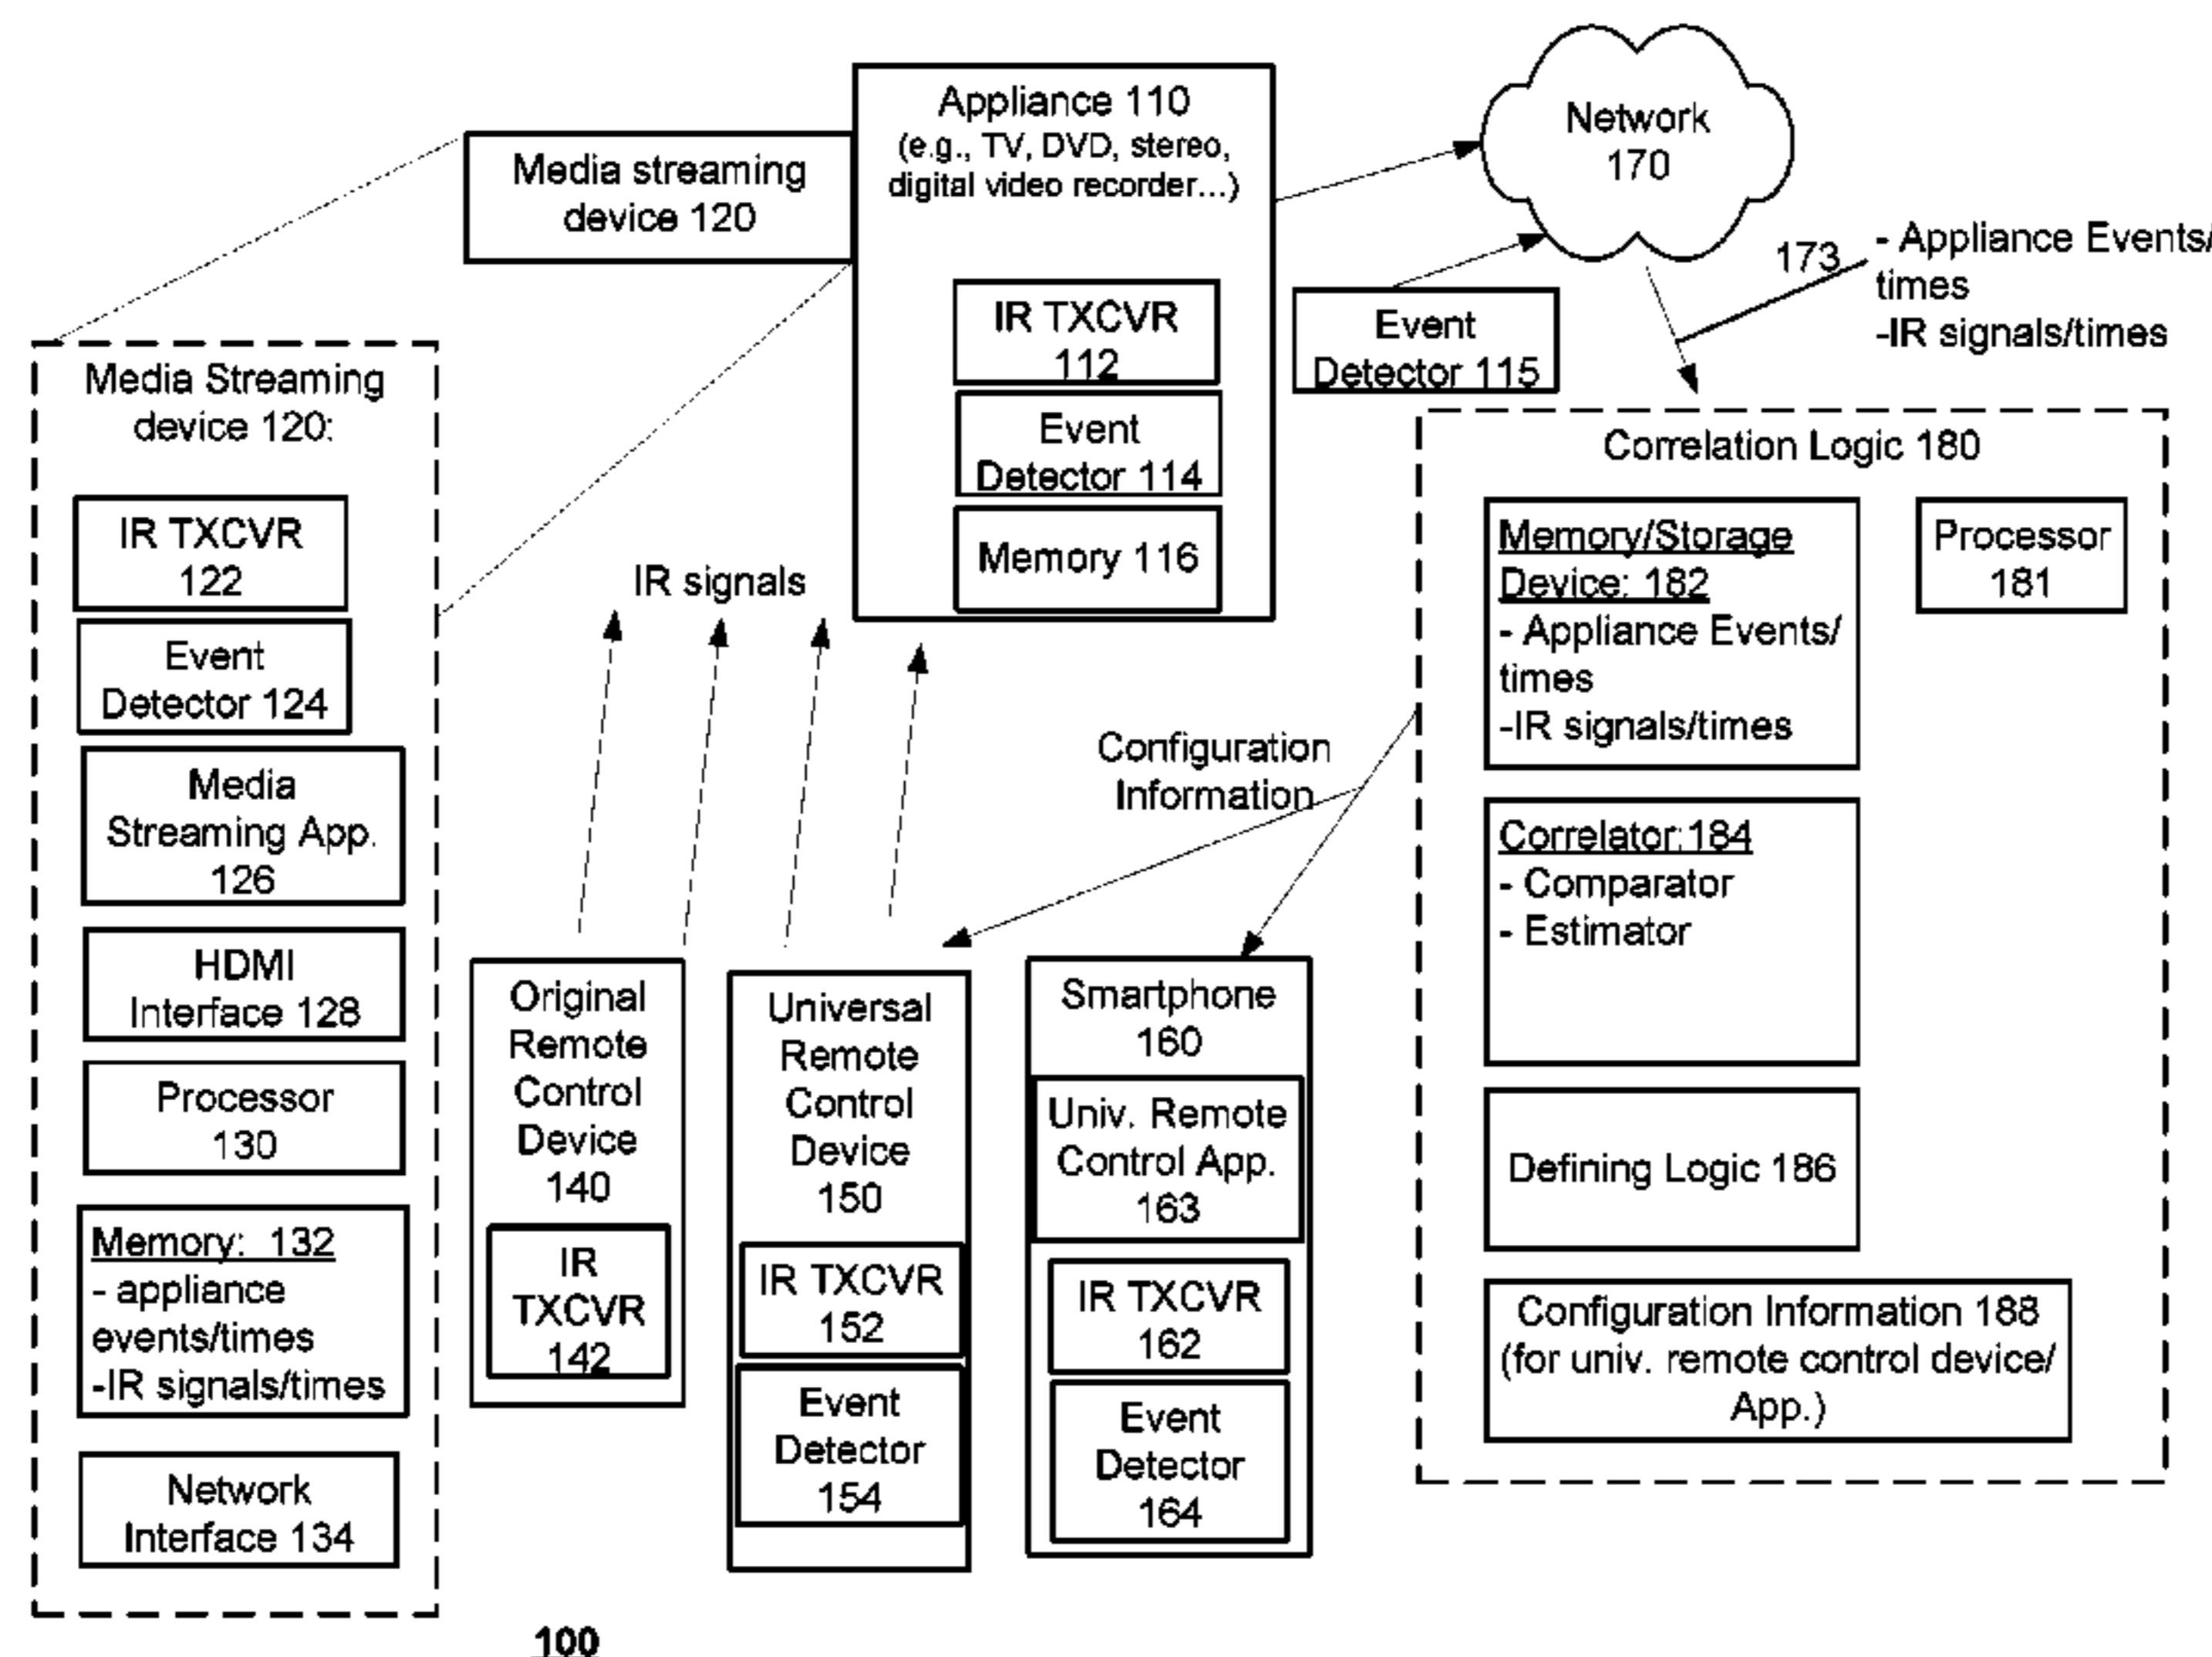 Appliance 110
(e.g., TV, DVD, stereo,
digital video recorder...)
IR TXCVR
112
Event
Detector 114
Memory 116
Media streaming
device 120
Network
170
Event
Detector 115
173
- Appliance Events/
times
-IR signals/times
Media Streaming
device 120:
IR TXCVR
122
Event
Detector 124
Media
Streaming App.
126
HDMI
Interface 128
Processor
130
Memory: 132
- appliance
events/times
-IR signals/times
Network
Interface 134
IR signals
Configuration
Information
Original
Remote
Control
Device
140
IR
TXCVR
142
Universal
Remote
Control
Device
150
IR TXCVR
152
Event
Detector
154
Smartphone
160
Univ. Remote
Control App.
163
IR TXCVR
162
Event
Detector
164
Correlation Logic 180
Memory/Storage
Device: 182
- Appliance Events/
times
-IR signals/times
Processor
181
Correlator:184
- Comparator
- Estimator
Defining Logic 186
Configuration Information 188
(for univ. remote control device/
App.)
100